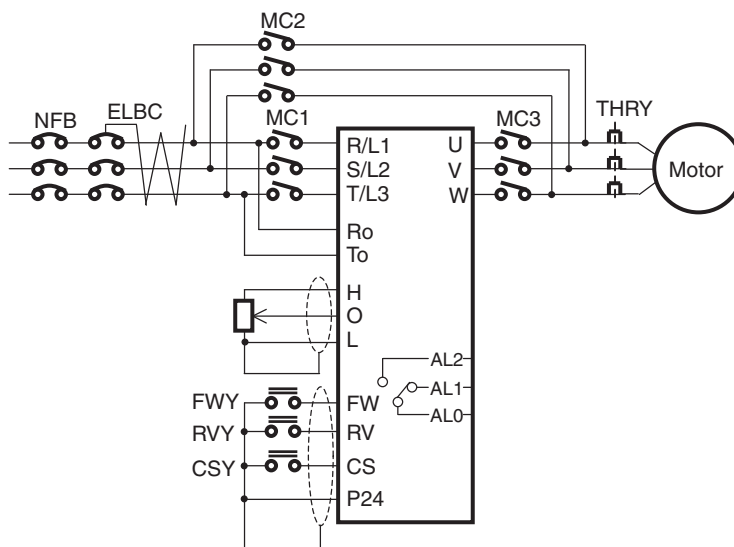 MC2
NFB
ELBC
MC1
MC3
THRY
R/L1
U
S/L2
V
T/L3
W
Motor
Ro
To
H
O
L
AL2
AL1
AL0
FWY
FW
RVY
RV
CSY
CS
P24